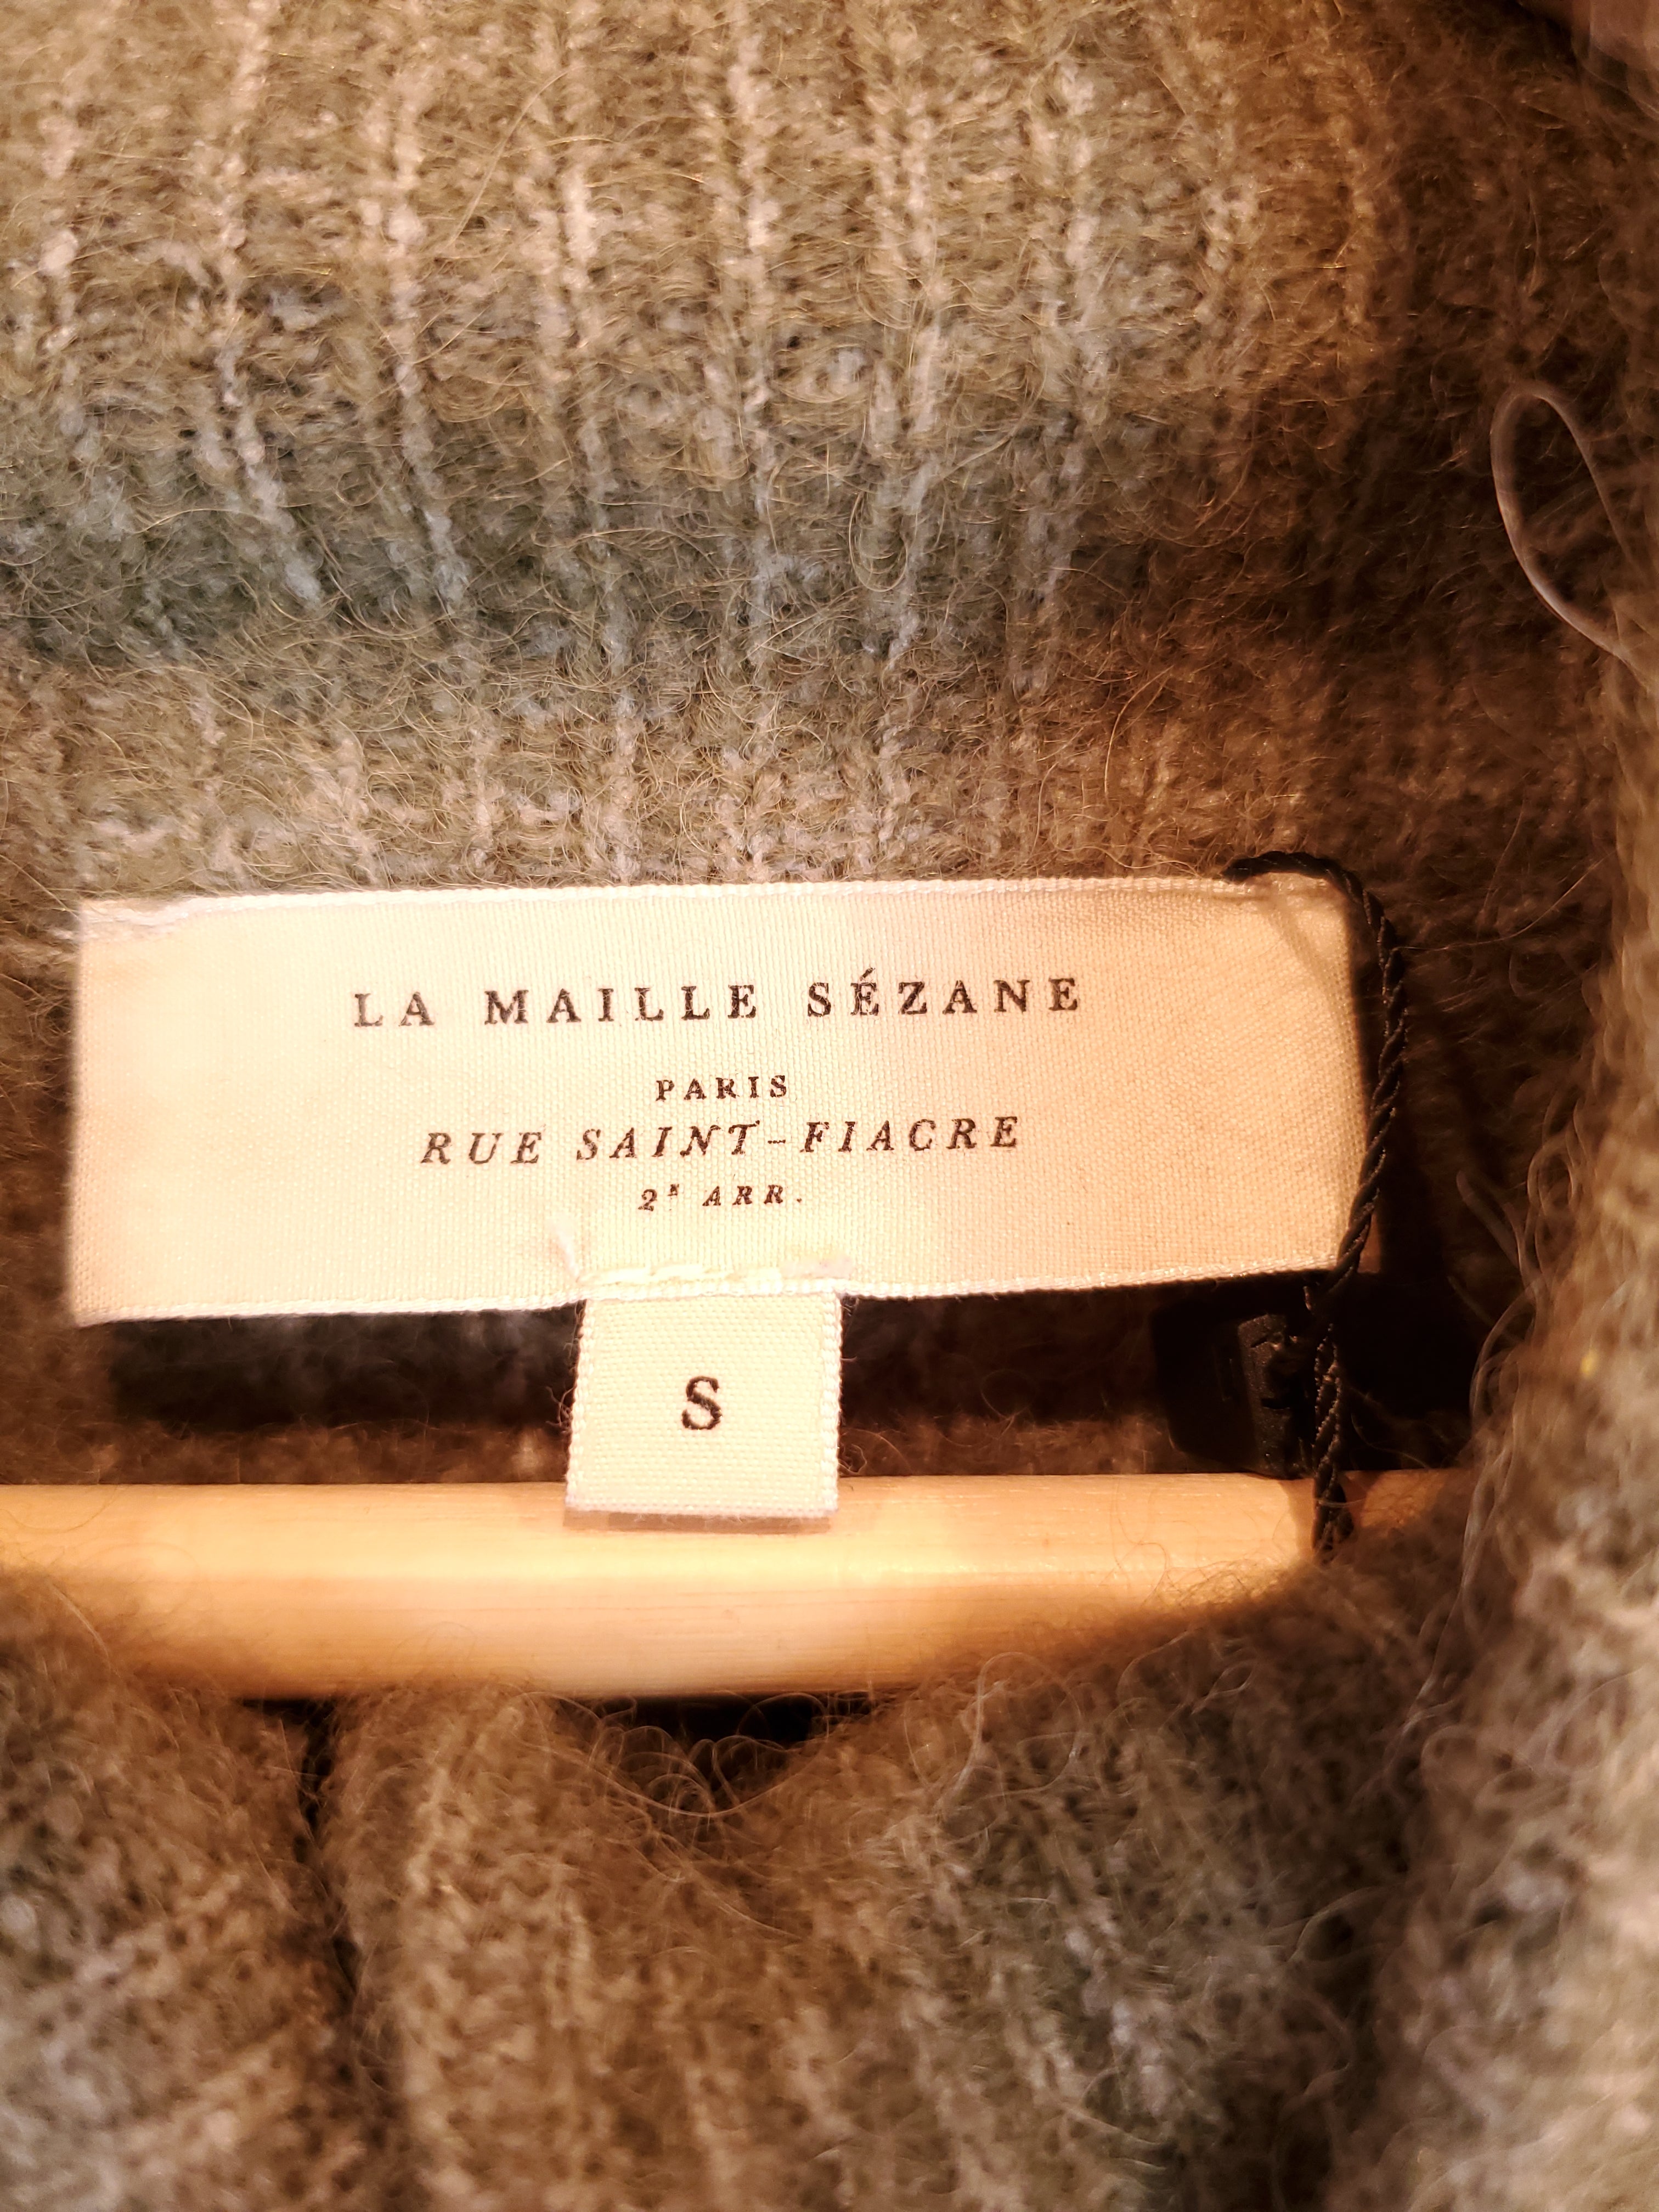 LA MAILLE SÉZANE
PARIS
RUE SAINT-FIACRE
2ᴱ ARR.
S